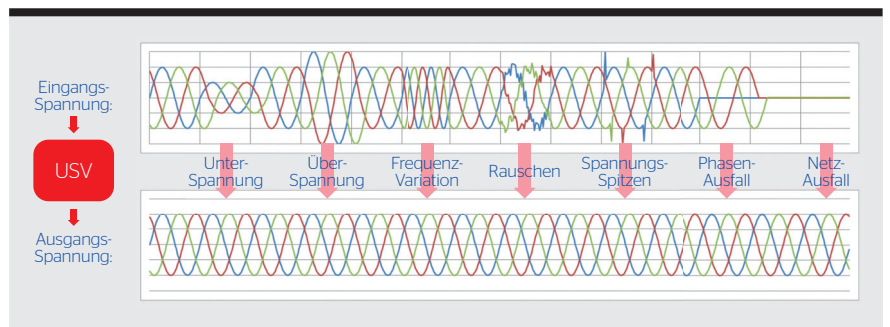 Eingangs-
Spannung:
USV
Unter-
Spannung
Über-
Spannung
Frequenz-
Variation
Rauschen
Spannungs-
Spitzen
Phasen-
Ausfall
Netz-
Ausfall
Ausgangs-
Spannung: